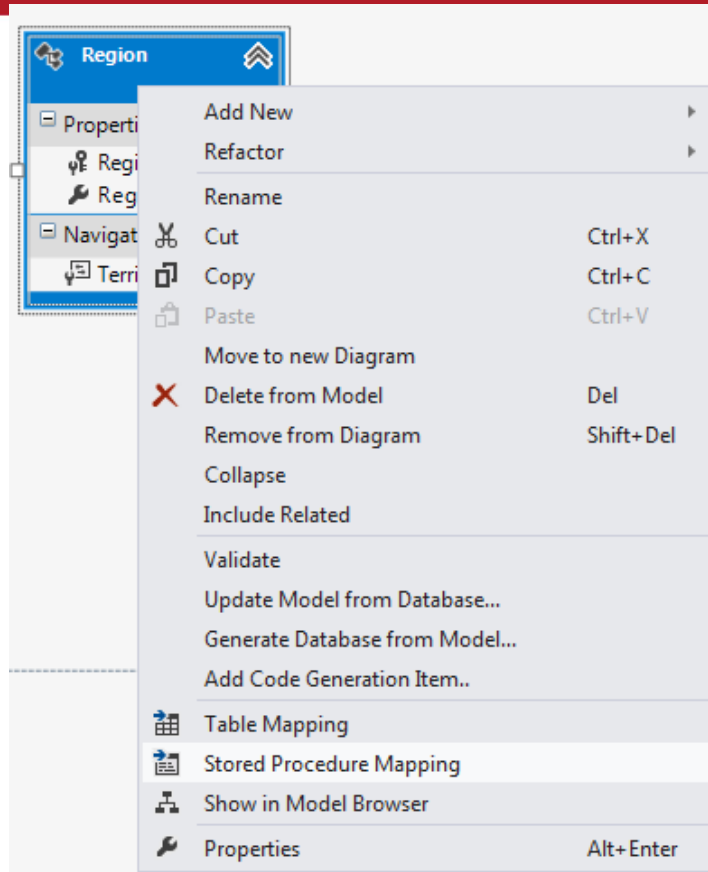 Region
Properti
Regi
Reg
Navigat
Terri
Add New
Refactor
Rename
Cut Ctrl+X
Copy Ctrl+C
Paste Ctrl+V
Move to new Diagram
Delete from Model Del
Remove from Diagram Shift+Del
Collapse
Include Related
Validate
Update Model from Database...
Generate Database from Model...
Add Code Generation Item..
Table Mapping
Stored Procedure Mapping
Show in Model Browser
Properties Alt+Enter